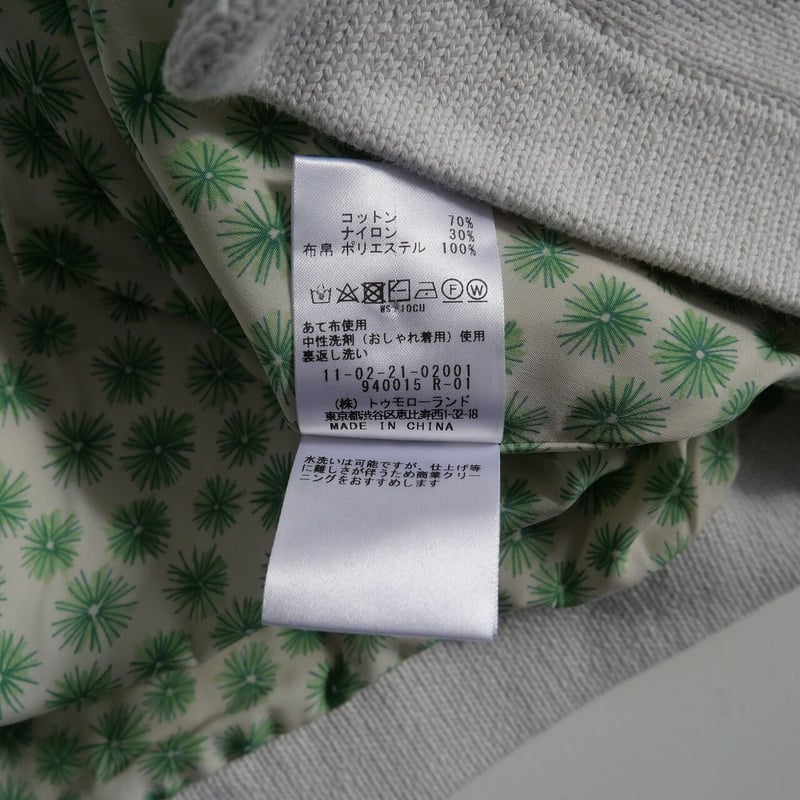 コットン 70%
ナイロン 30%
布帛 ポリエステル 100%
F W
あて布使用
中性洗剤（おしゃれ着用）使用
裏返し洗い
11-02-21-02001
940015 R-01
（株）トゥモローランド
東京都渋谷区恵比寿西1-32-18
MADE IN CHINA
水洗いは可能ですが、仕上げ等
に難しさが伴うため商業クリー
ニングをおすすめします